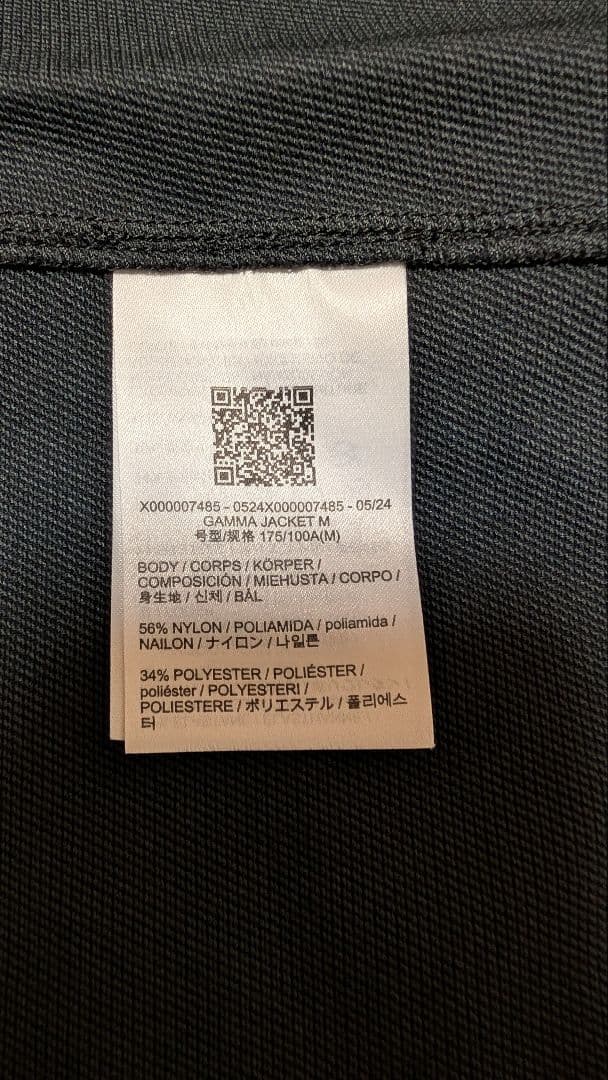 X000007485 - 0524X000007485 - 05/24
GAMMA JACKET M
号型/规格 175/100A(M)
BODY / CORPS / KÖRPER /
COMPOSICIÓN / MIEHUSTA / CORPO /
身生地 / 신체 / BÅL
56% NYLON / POLIAMIDA / poliamida /
NAILON / ナイロン / 나일론
34% POLYESTER / POLIÉSTER /
poliéster / POLYESTERI /
POLIESTERE / ポリエステル / 폴리에스
터